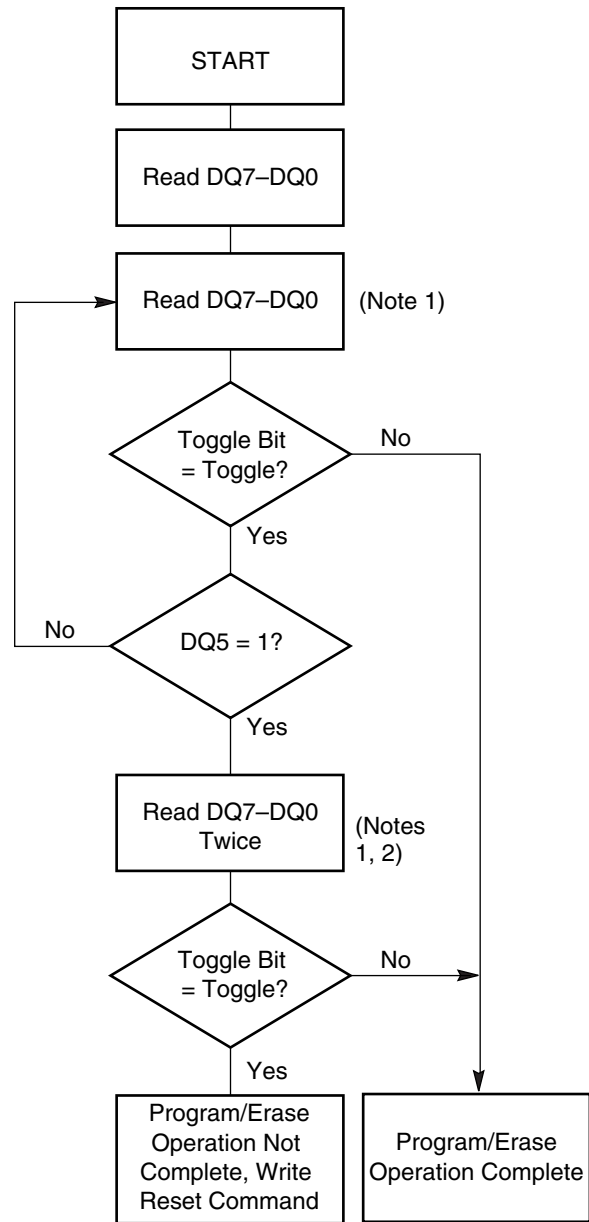 START
Read DQ7–DQ0
Read DQ7–DQ0
(Note 1)
Toggle Bit
= Toggle?
No
Yes
DQ5 = 1?
No
Yes
Read DQ7–DQ0
Twice
(Notes
1, 2)
Toggle Bit
= Toggle?
No
Yes
Program/Erase
Operation Not
Complete, Write
Reset Command
Program/Erase
Operation Complete